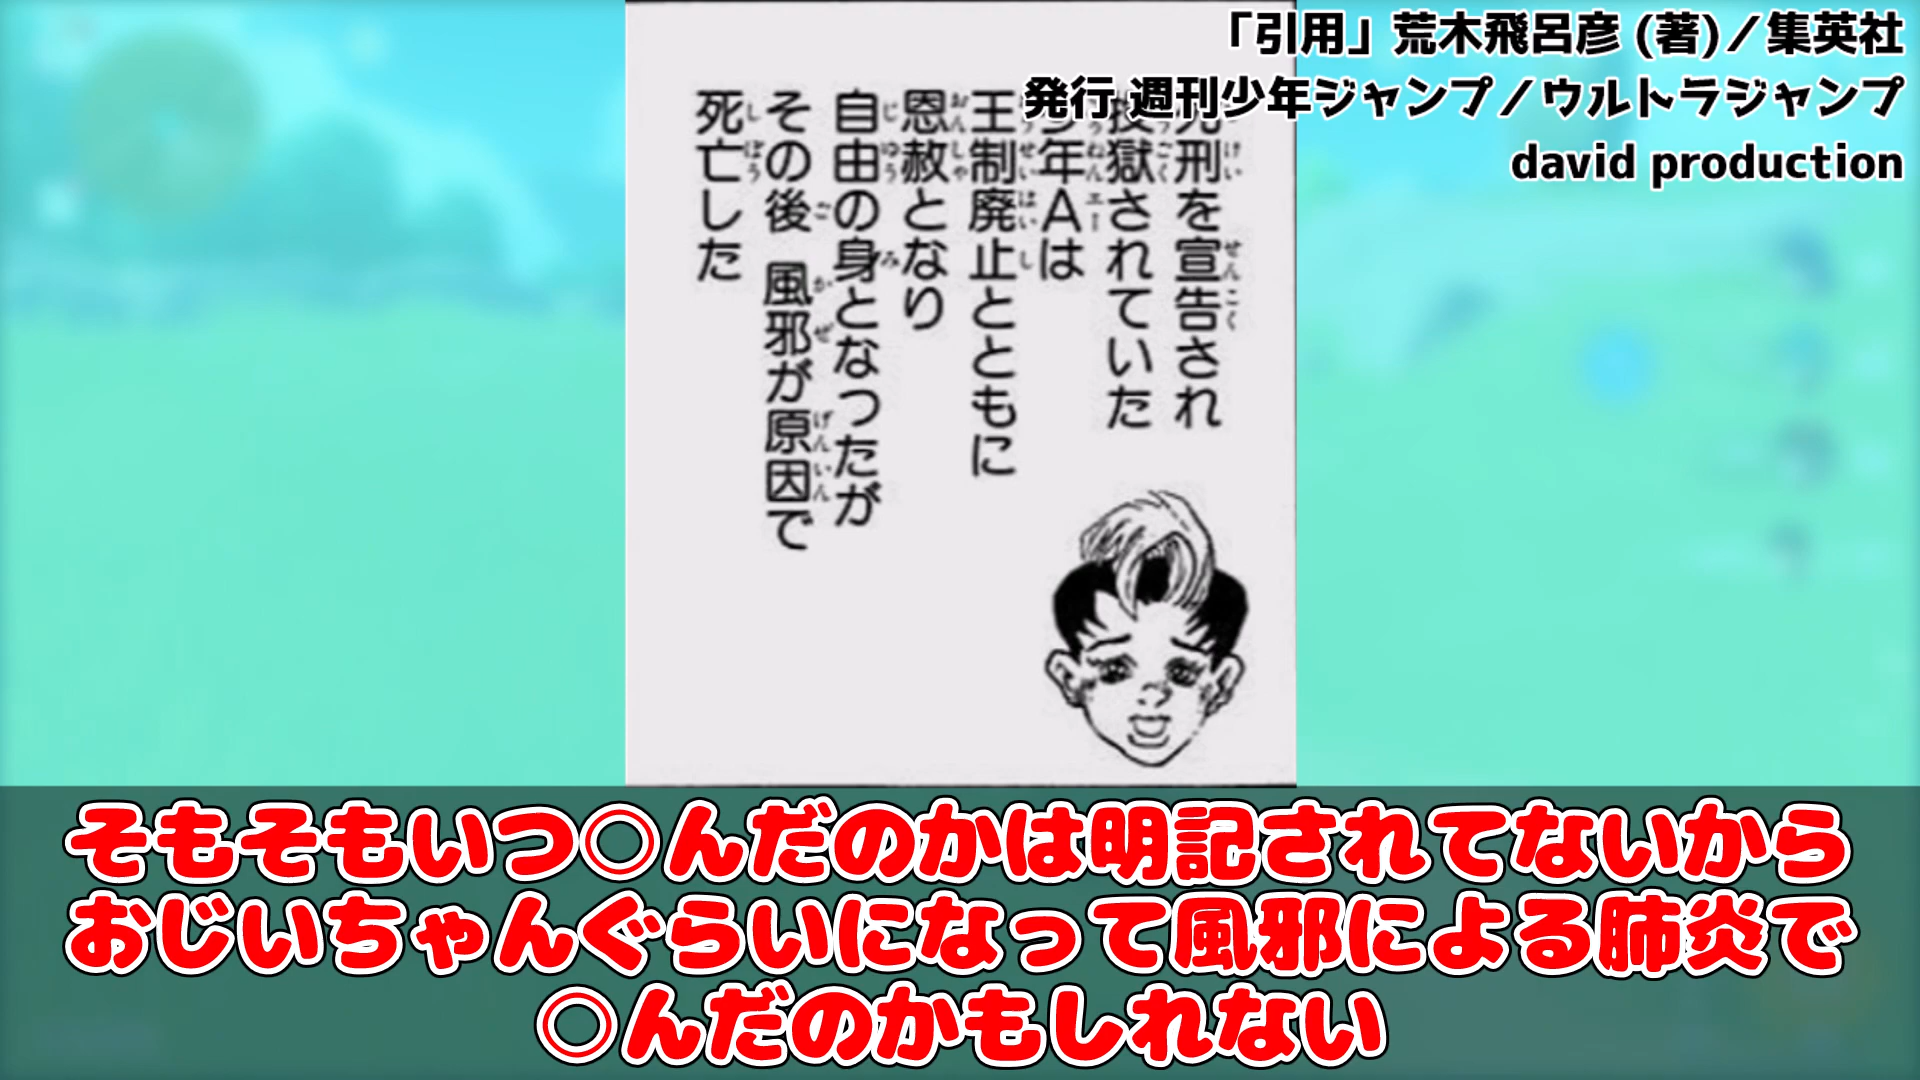 「引用」荒木飛呂彦 (著)／集英社
発行 週刊少年ジャンプ／ウルトラジャンプ
david production
刑を宣告され
獄されていた
少年Aは
王制廃止とともに
恩赦となり
自由の身となったが
その後 風邪が原因で
死亡した
そもそもいつ○んだのかは明記されてないから
おじいちゃんぐらいになって風邪による肺炎で
○んだのかもしれない